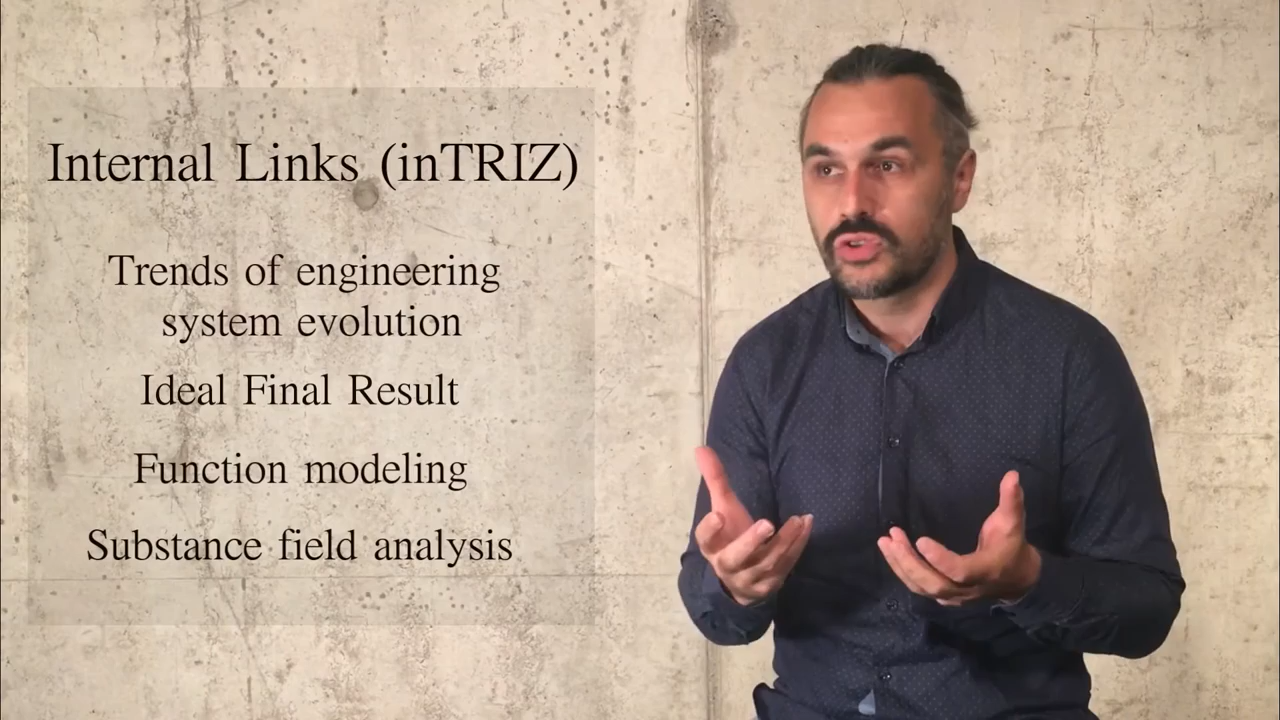 Internal Links (inTRIZ)
Trends of engineering
system evolution
Ideal Final Result
Function modeling
Substance field analysis